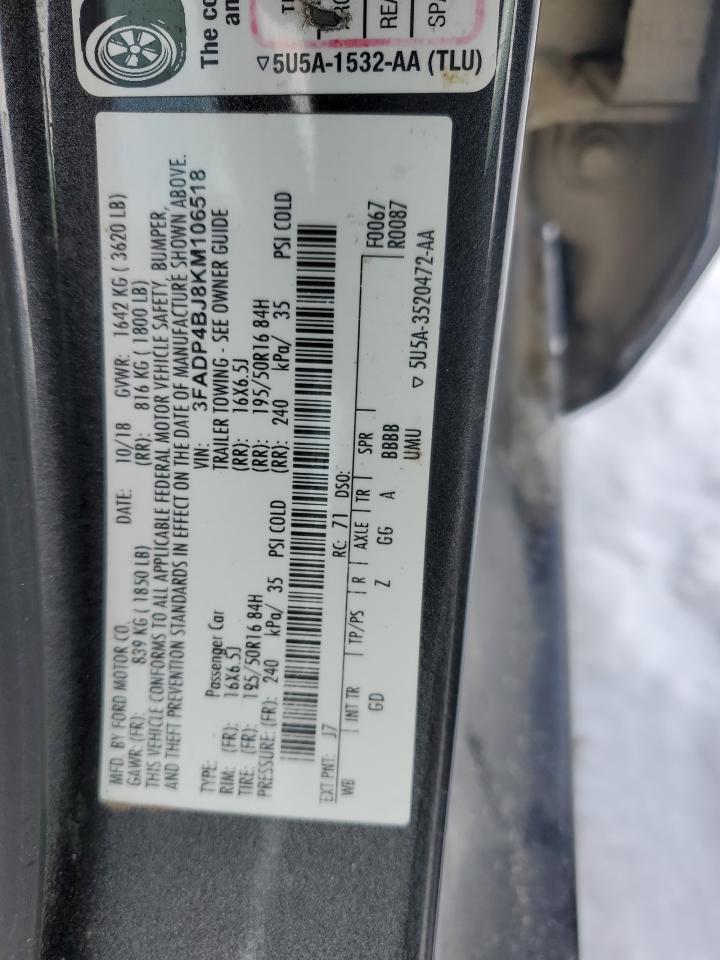 The co
an
REA
SPA
▽5U5A-1532-AA (TLU)
MFD. BY FORD MOTOR CO.
DATE: 10/18 GVWR: 1642 KG ( 3620 LB)
GAWR: (FR): 839 KG ( 1850 LB) (RR): 816 KG ( 1800 LB)
THIS VEHICLE CONFORMS TO ALL APPLICABLE FEDERAL MOTOR VEHICLE SAFETY, BUMPER,
AND THEFT PREVENTION STANDARDS IN EFFECT ON THE DATE OF MANUFACTURE SHOWN ABOVE.
VIN: 3FADP4BJ8KM106518
TYPE: Passenger Car TRAILER TOWING - SEE OWNER GUIDE
RIM: (FR): 16X6.5J (RR): 16X6.5J
TIRE: (FR): 195/50R16 84H (RR): 195/50R16 84H
PRESSURE: (FR): 240 kPa/ 35 PSI COLD (RR): 240 kPa/ 35 PSI COLD
EXT PNT: J7 RC: 71 DSO: F0067
WB INT TR TP/PS R AXLE TR SPR R0087
GD Z GG A BBBB
UMU
▽ 5U5A-3520472-AA